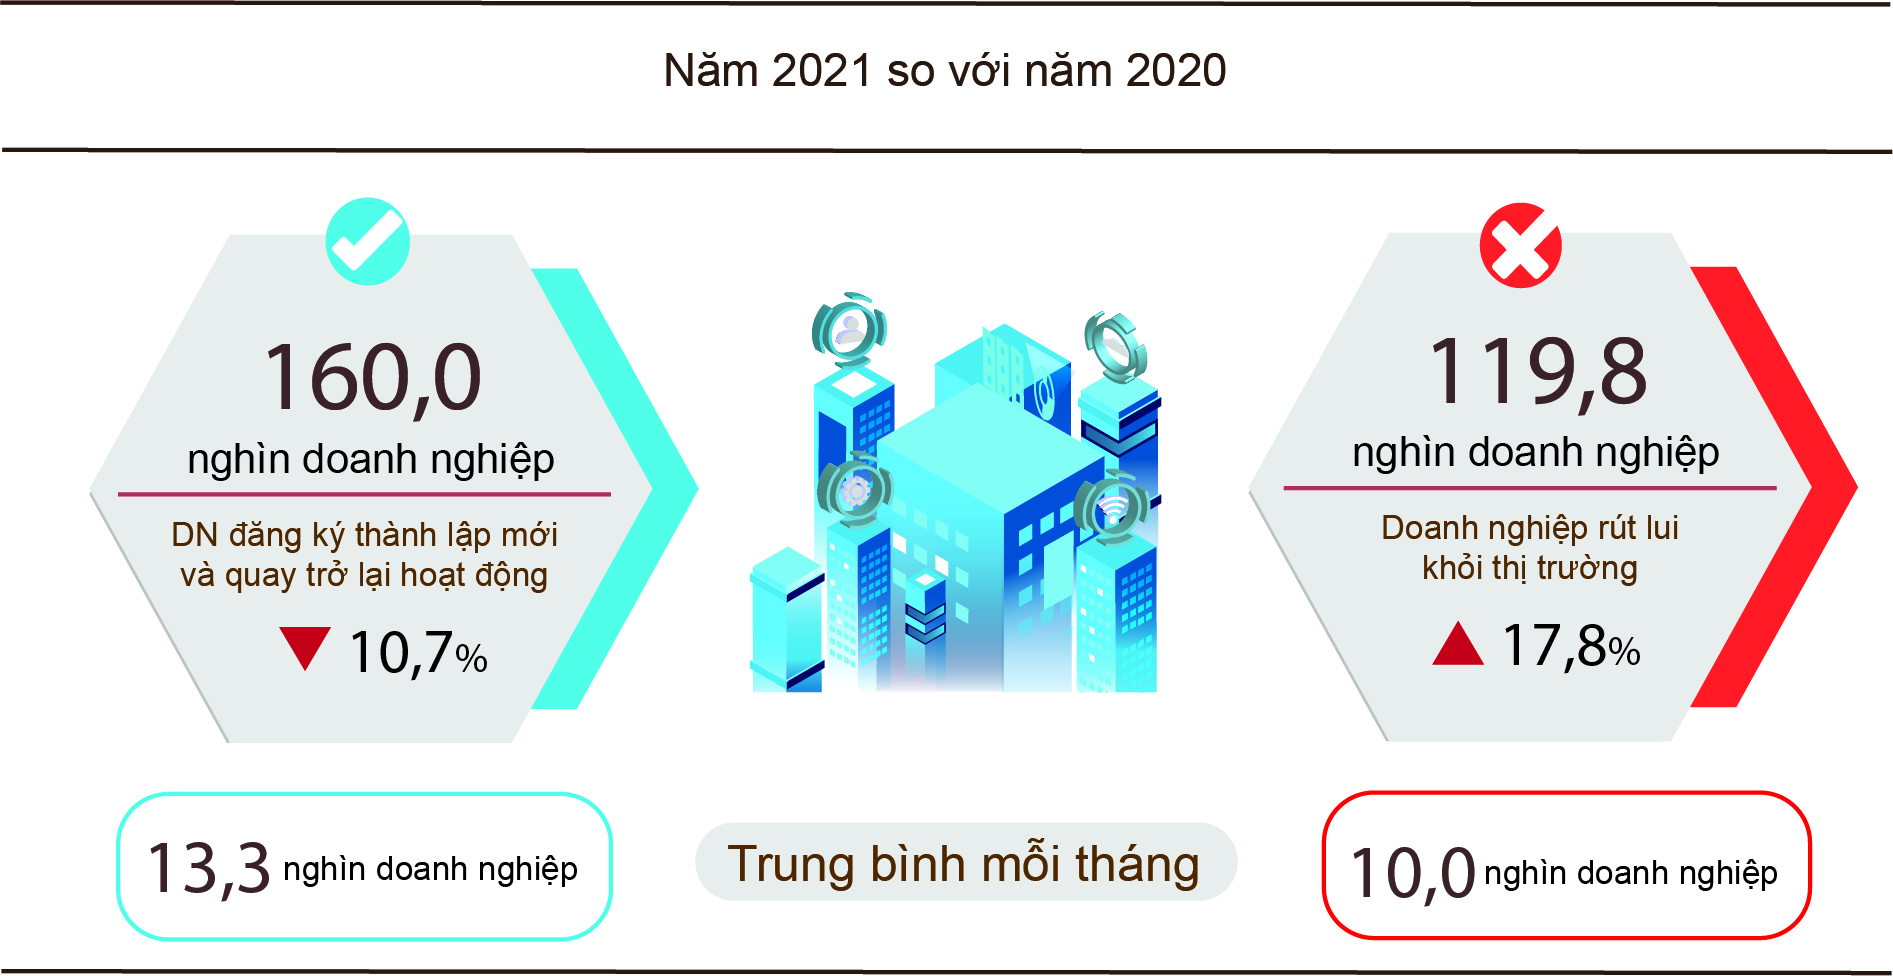 Năm 2021 so với năm 2020
160,0
nghìn doanh nghiệp
DN đăng ký thành lập mới
và quay trở lại hoạt động
10,7%
119,8
nghìn doanh nghiệp
Doanh nghiệp rút lui
khỏi thị trường
17,8%
13,3 nghìn doanh nghiệp
Trung bình mỗi tháng
10,0 nghìn doanh nghiệp